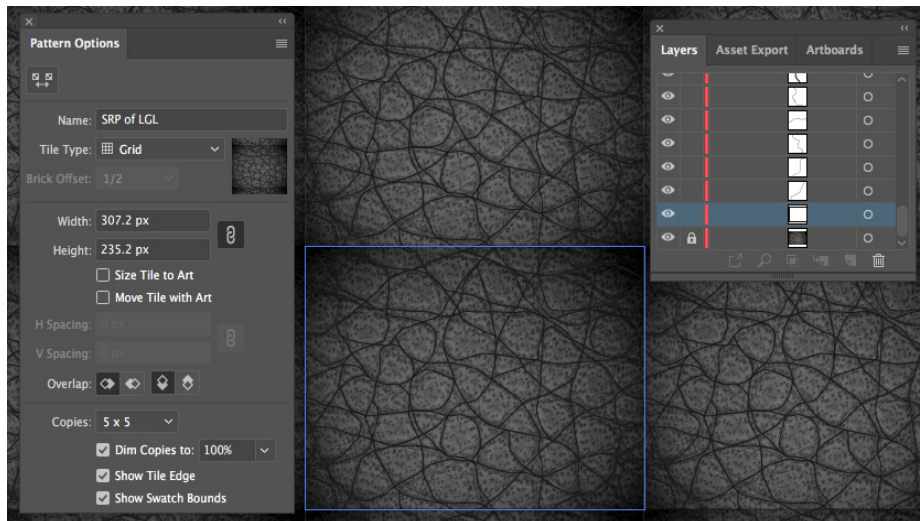 Pattern Options
Name: SRP of LGL
Tile Type: Grid
Brick Offset: 1/2
Width: 307.2 px
Height: 235.2 px
Size Tile to Art
Move Tile with Art
H Spacing: 0 px
V Spacing: 0 px
Overlap:
Copies: 5 x 5
Dim Copies to: 100%
Show Tile Edge
Show Swatch Bounds
Layers Asset Export Artboards